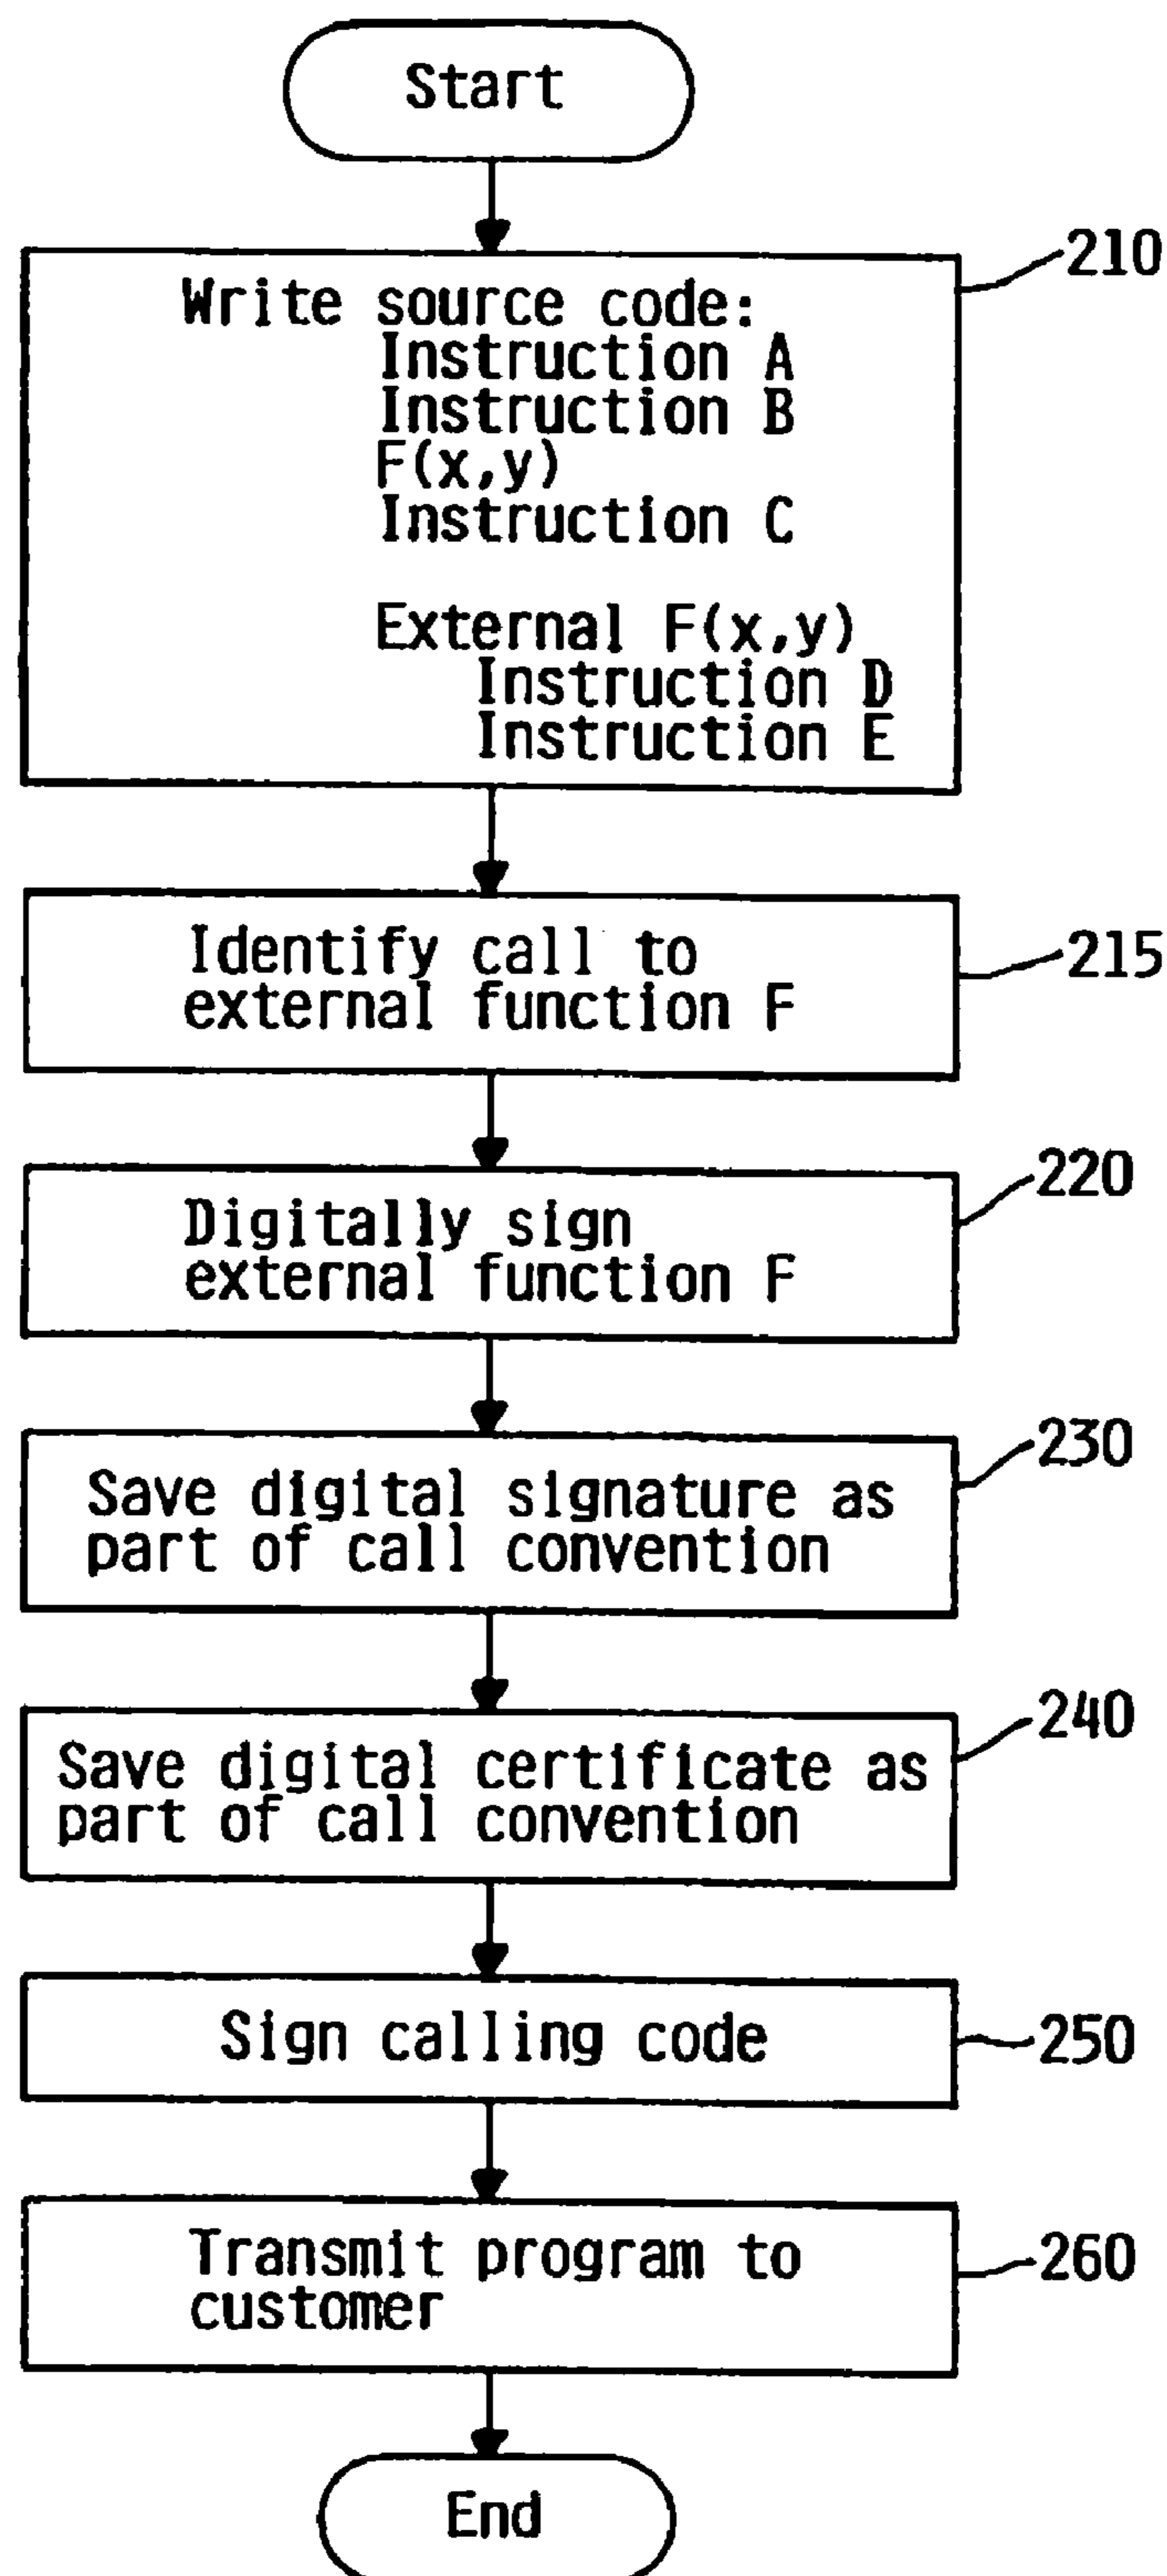 Start
210
Write source code:
Instruction A
Instruction B
F(x,y)
Instruction C
External F(x,y)
Instruction D
Instruction E
Identify call to
external function F
215
Digitally sign
external function F
220
Save digital signature as
part of call convention
230
Save digital certificate as
part of call convention
240
Sign calling code
250
Transmit program to
customer
260
End